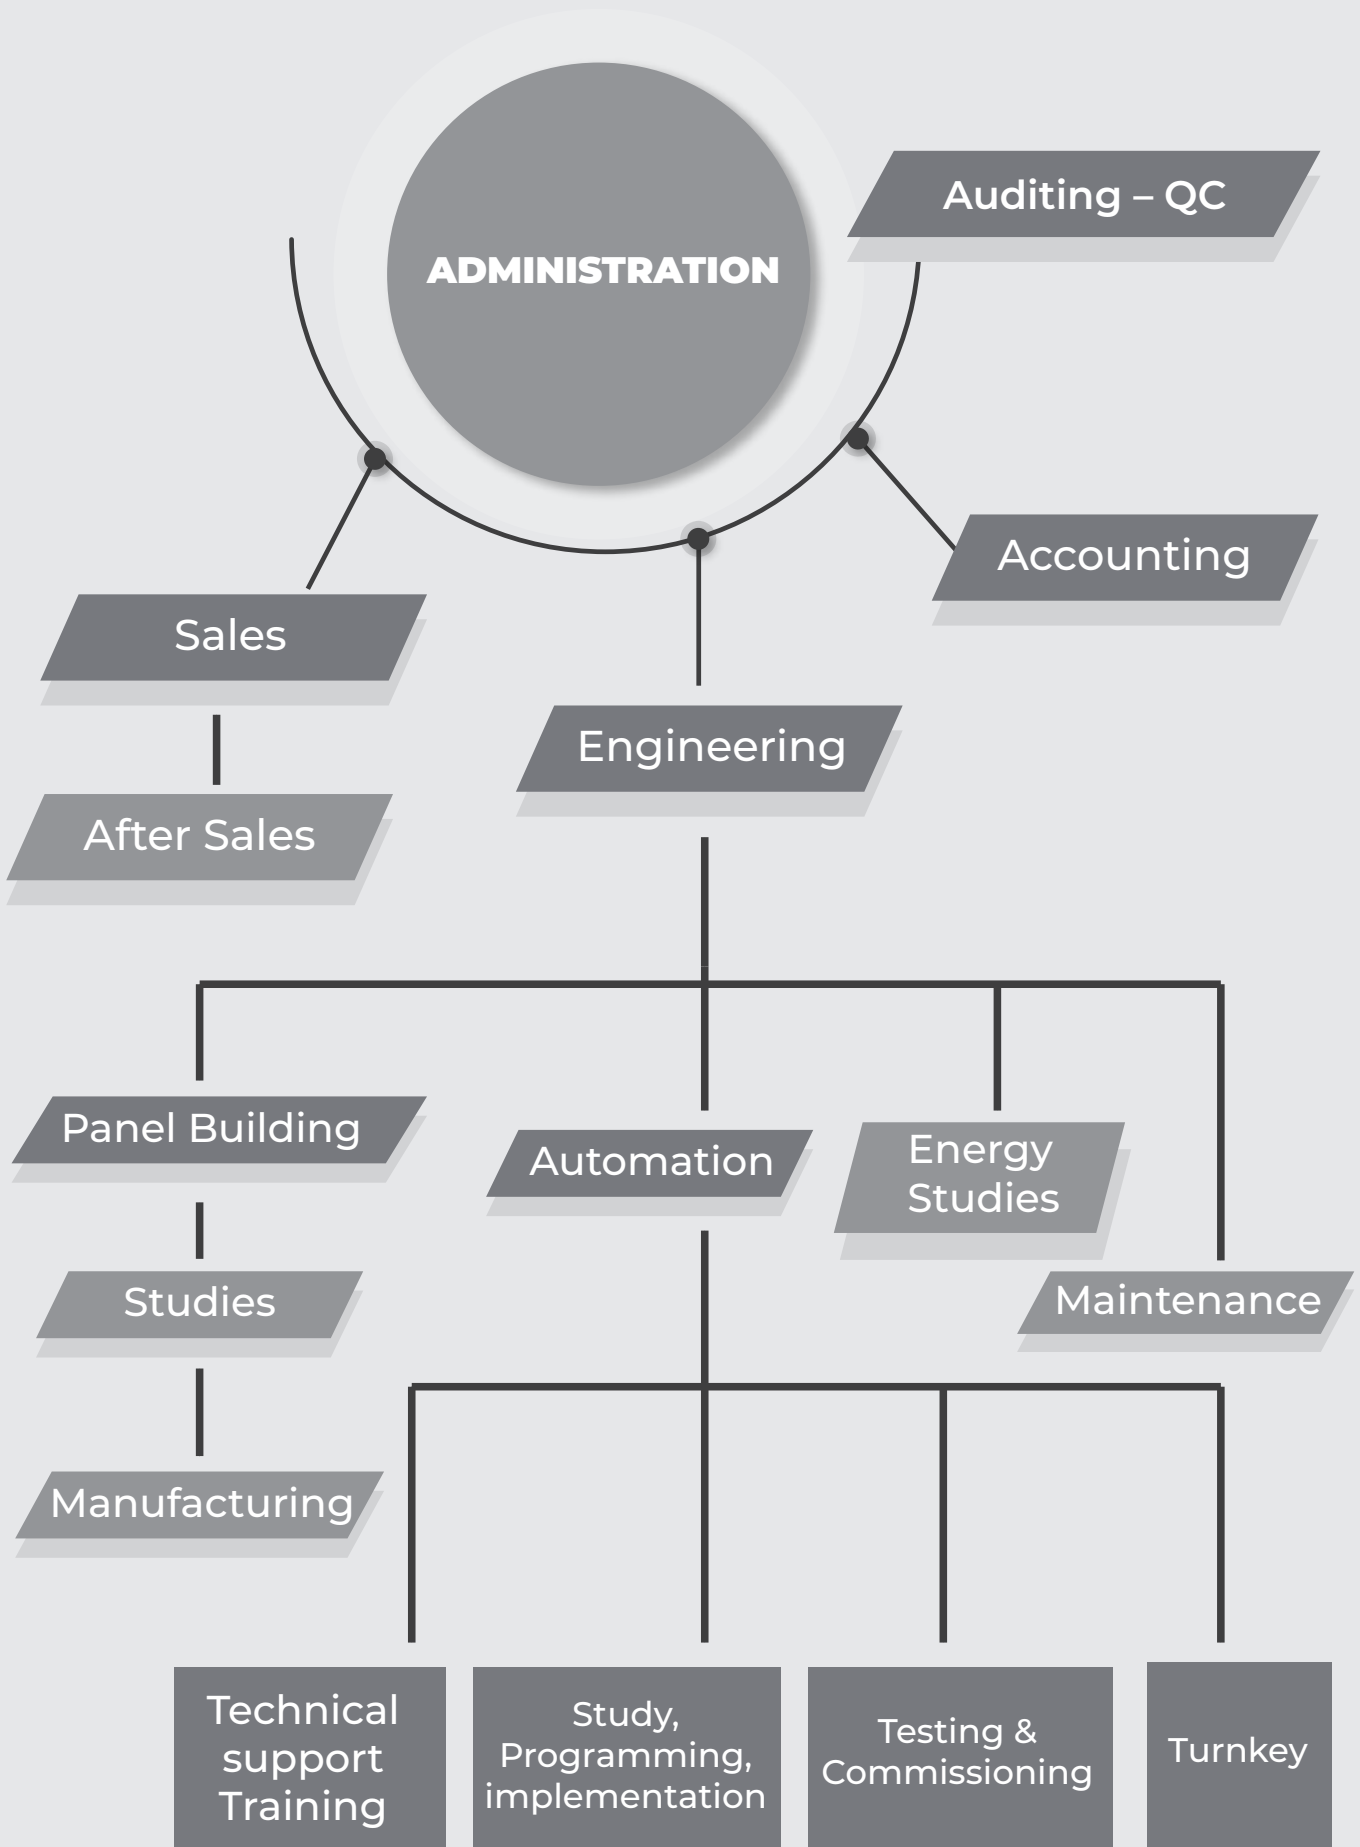 ADMINISTRATION
Auditing – QC
Accounting
Sales
Engineering
After Sales
Panel Building
Automation
Energy
Studies
Maintenance
Studies
Manufacturing
Technical
support
Training
Study,
Programming,
implementation
Testing &
Commissioning
Turnkey